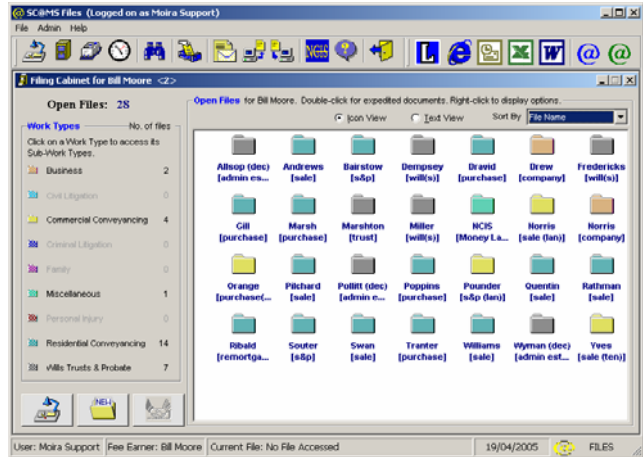 SC@MS Files (Logged on as Moira Support)
File Admin Help
NCIS
L
X
W
@
@
Filing Cabinet for Bill Moore <2>
Open Files: 28
Work Types
No. of files
Click on a Work Type to access its
Sub-Work Types.
Business 2
Civil Litigation 0
Commercial Conveyancing 4
Criminal Litigation 0
Family 0
Miscellaneous 1
Personal Injury 0
Residential Conveyancing 14
Wills Trusts & Probate 7
NEW
Open Files for Bill Moore. Double-click for expedited documents. Right-click to display options.
Icon View Text View Sort By File Name
Allsop (dec) Andrews Bairstow Dempsey Dravid Drew Fredericks
[admin es... [sale] [s&p] [will(s)] [purchase] [company] [will(s)]
Gill Marsh Marshton Miller NCIS Norris Norris
[purchase] [purchase] [trust] [will(s)] [Money La... [sale (lan)] [company]
Orange Pilchard Pollitt (dec) Poppins Pounder Quentin Rathman
[purchase(... [sale] [admin e... [purchase] [s&p (lan)] [sale] [sale]
Ribald Souter Swan Tranter Williams Wyman (dec) Yves
[remortga... [s&p] [sale] [purchase] [sale] [admin est... [sale (ten)]
User: Moira Support Fee Earner: Bill Moore Current File: No File Accessed 19/04/2005 FILES